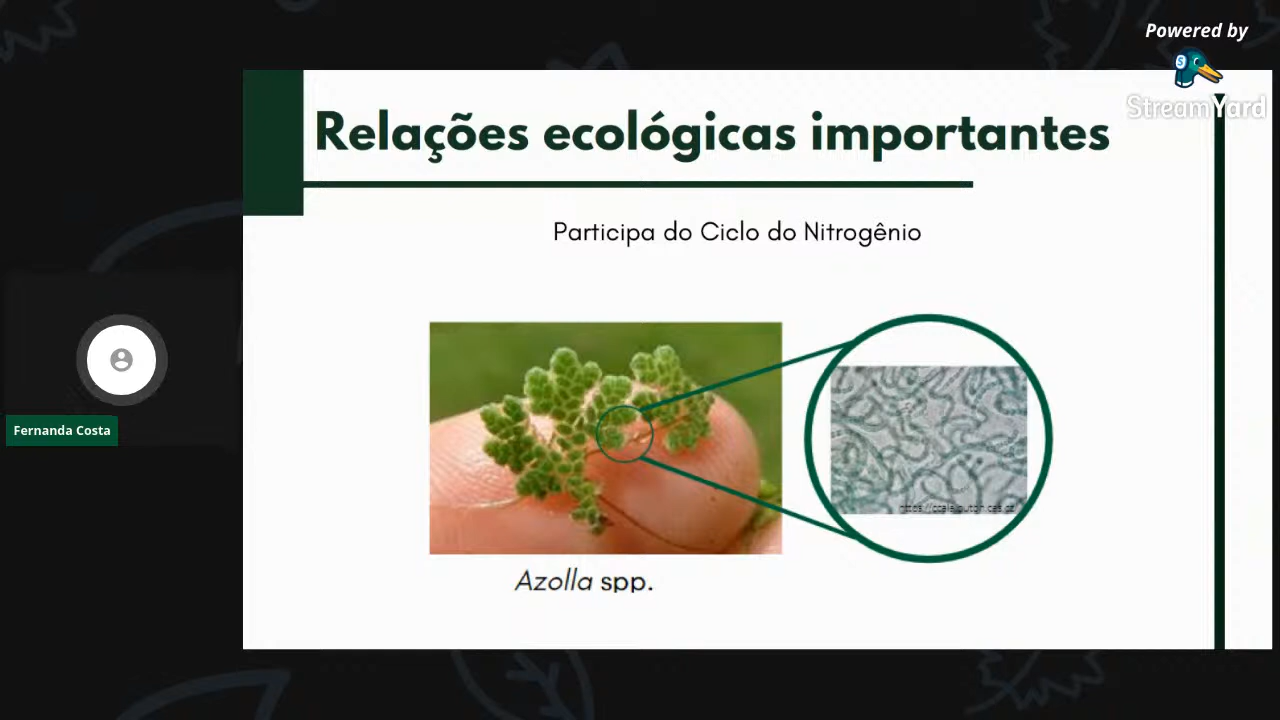 Powered by
StreamYard
Relações ecológicas importantes
Participa do Ciclo do Nitrogênio
Fernanda Costa
Azolla spp.